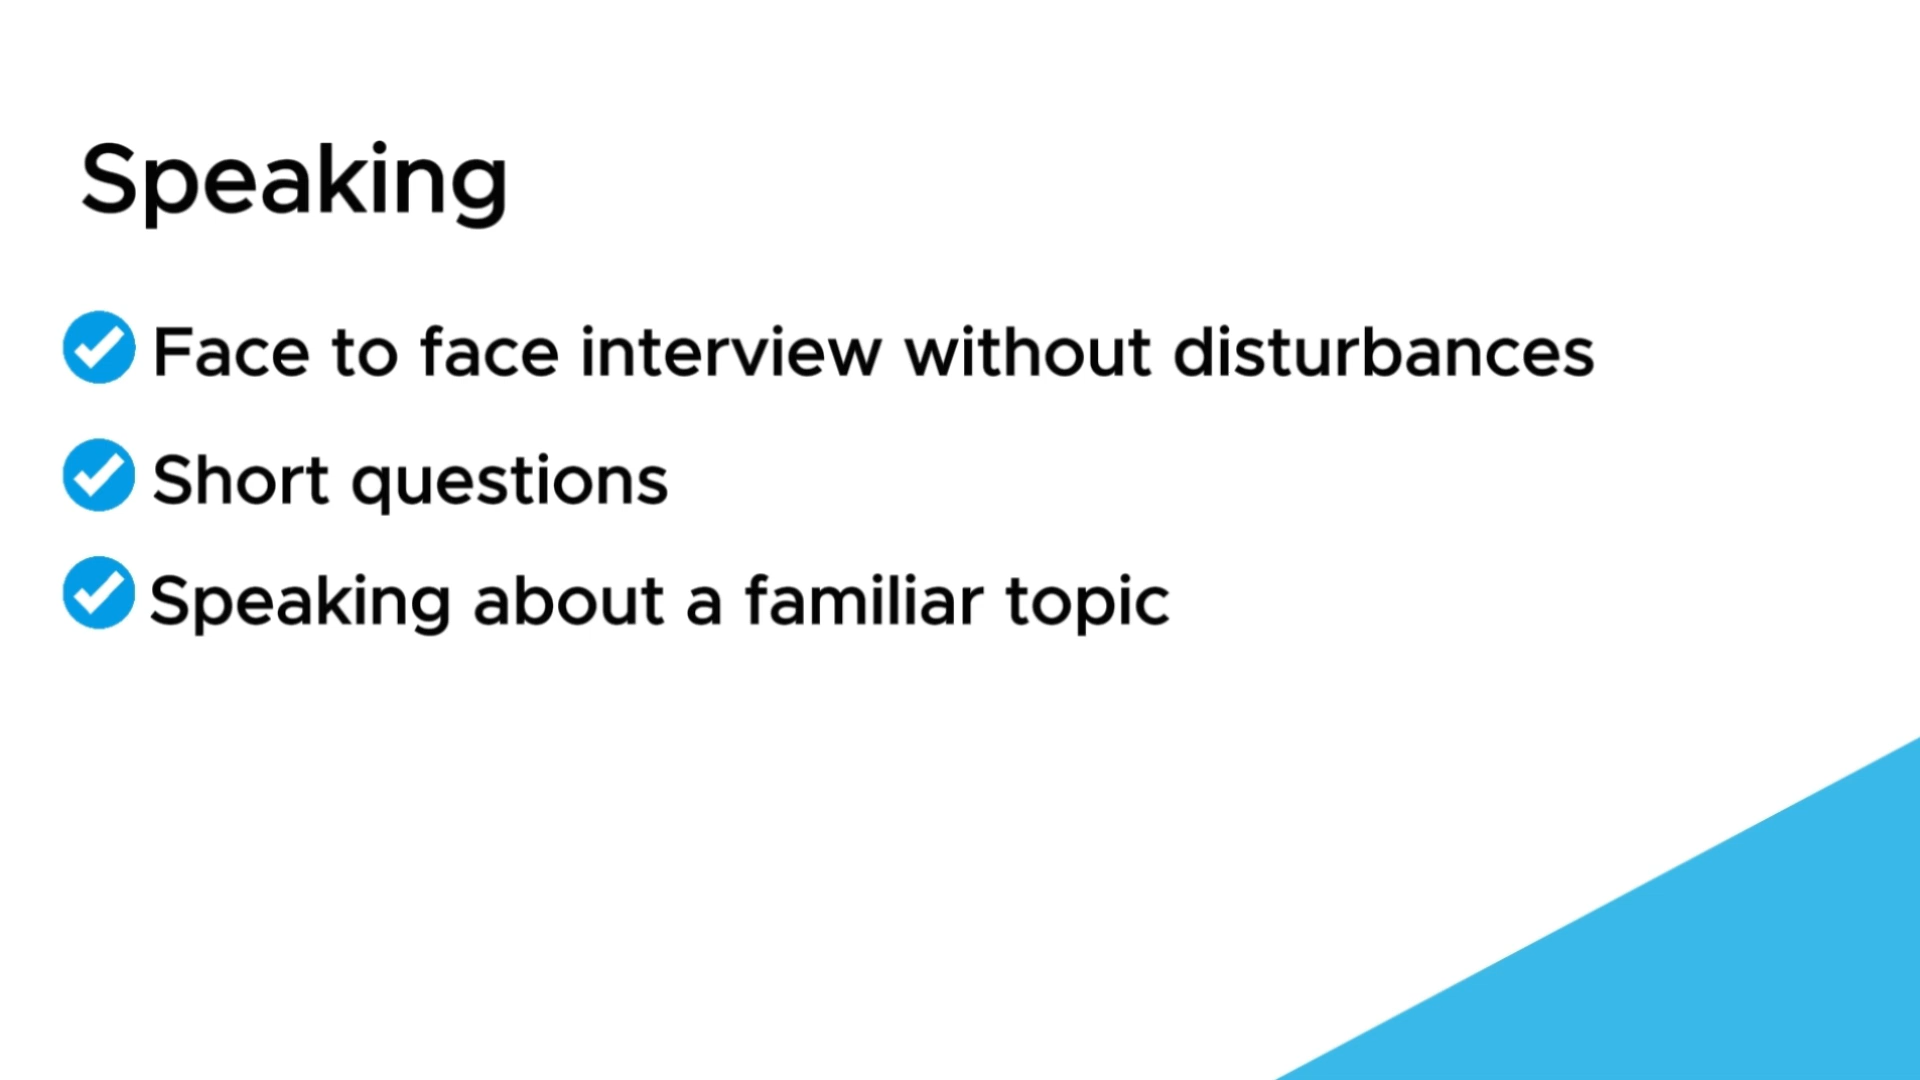 Speaking
Face to face interview without disturbances
Short questions
Speaking about a familiar topic